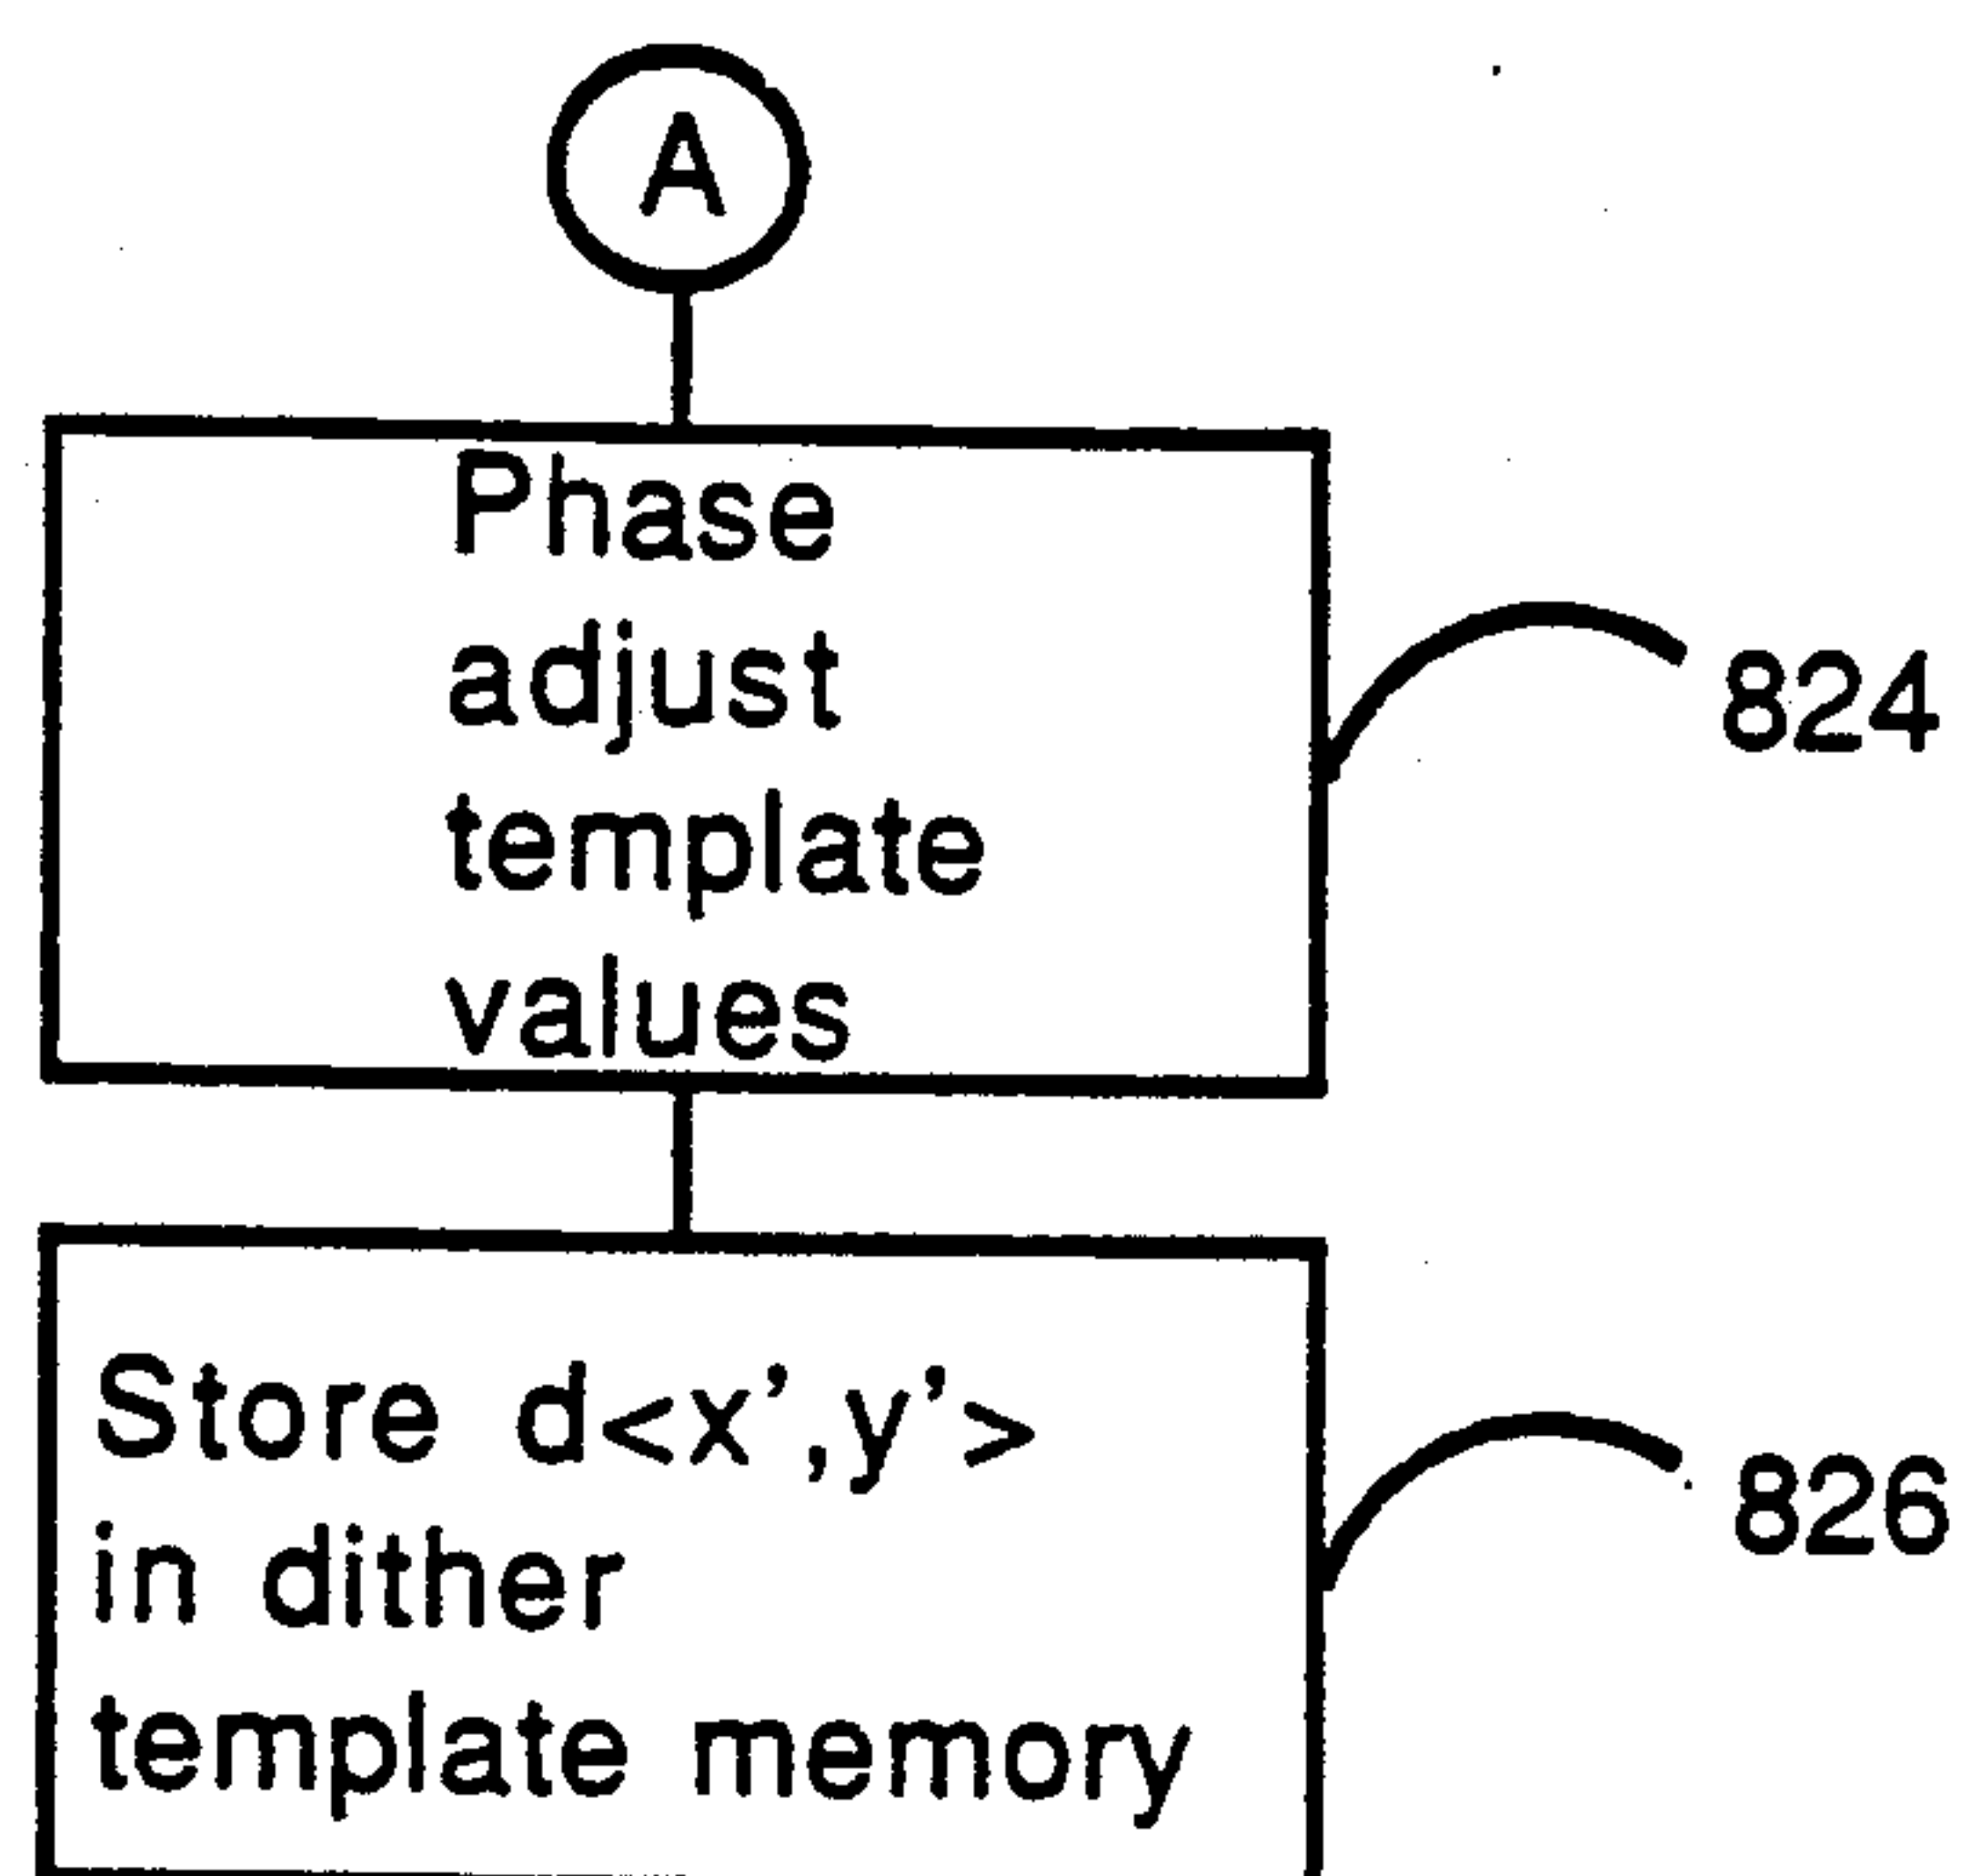 A
Phase
adjust
template
values
824
Store d<x’,y’>
in dither
template memory
826